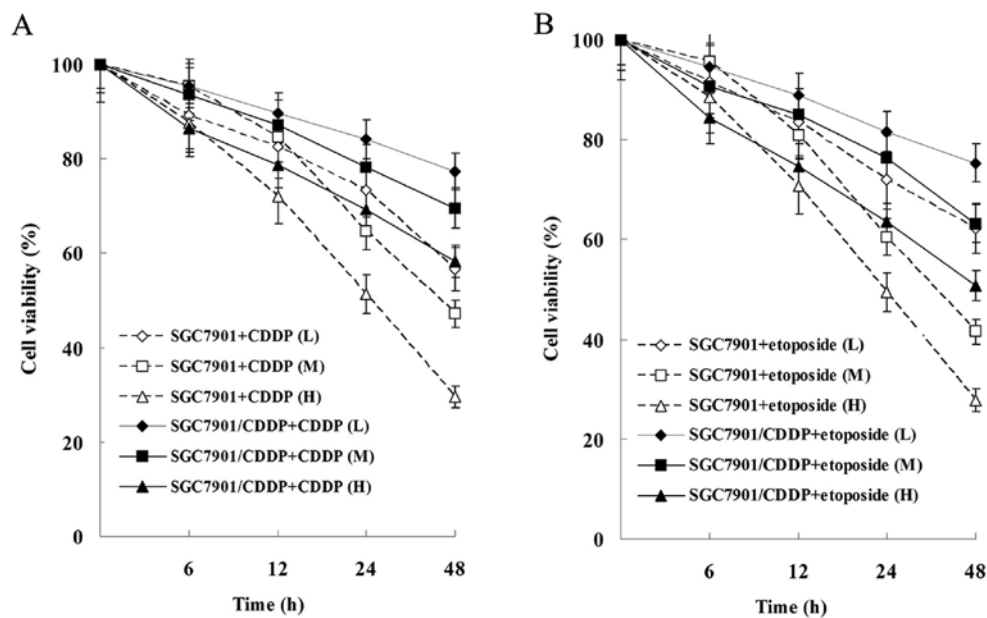 A
Cell viability (%)
100
80
60
40
20
0
SGC7901+CDDP (L)
SGC7901+CDDP (M)
SGC7901+CDDP (H)
SGC7901/CDDP+CDDP (L)
SGC7901/CDDP+CDDP (M)
SGC7901/CDDP+CDDP (H)
6 12 24 48
Time (h)
B
Cell viability (%)
100
80
60
40
20
0
SGC7901+etoposide (L)
SGC7901+etoposide (M)
SGC7901+etoposide (H)
SGC7901/CDDP+etoposide (L)
SGC7901/CDDP+etoposide (M)
SGC7901/CDDP+etoposide (H)
6 12 24 48
Time (h)